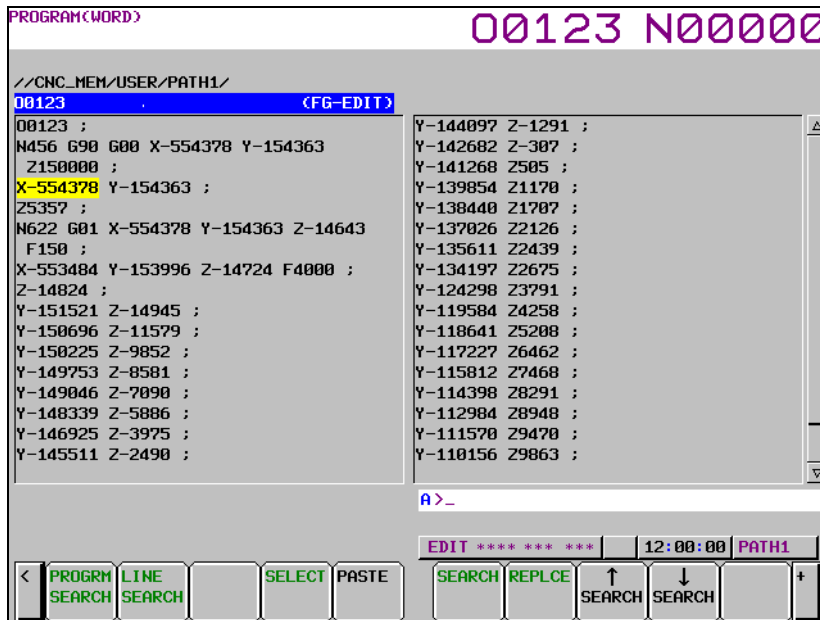 PROGRAM(WORD)
O0123 N00000
//CNC_MEM/USER/PATH1/
O0123 (FG-EDIT)
O0123 ;
N456 G90 G00 X-554378 Y-154363
Z150000 ;
X-554378 Y-154363 ;
Z5357 ;
N622 G01 X-554378 Y-154363 Z-14643
F150 ;
X-553484 Y-153996 Z-14724 F4000 ;
Z-14824 ;
Y-151521 Z-14945 ;
Y-150696 Z-11579 ;
Y-150225 Z-9852 ;
Y-149753 Z-8581 ;
Y-149046 Z-7090 ;
Y-148339 Z-5886 ;
Y-146925 Z-3975 ;
Y-145511 Z-2490 ;
Y-144097 Z-1291 ;
Y-142682 Z-307 ;
Y-141268 Z505 ;
Y-139854 Z1170 ;
Y-138440 Z1707 ;
Y-137026 Z2126 ;
Y-135611 Z2439 ;
Y-134197 Z2675 ;
Y-124298 Z3791 ;
Y-119584 Z4258 ;
Y-118641 Z5208 ;
Y-117227 Z6462 ;
Y-115812 Z7468 ;
Y-114398 Z8291 ;
Y-112984 Z8948 ;
Y-111570 Z9470 ;
Y-110156 Z9863 ;
A>_
EDIT **** *** *** 12:00:00 PATH1
< PROGRM SEARCH LINE SEARCH SELECT PASTE SEARCH REPLCE ↑ SEARCH ↓ SEARCH +